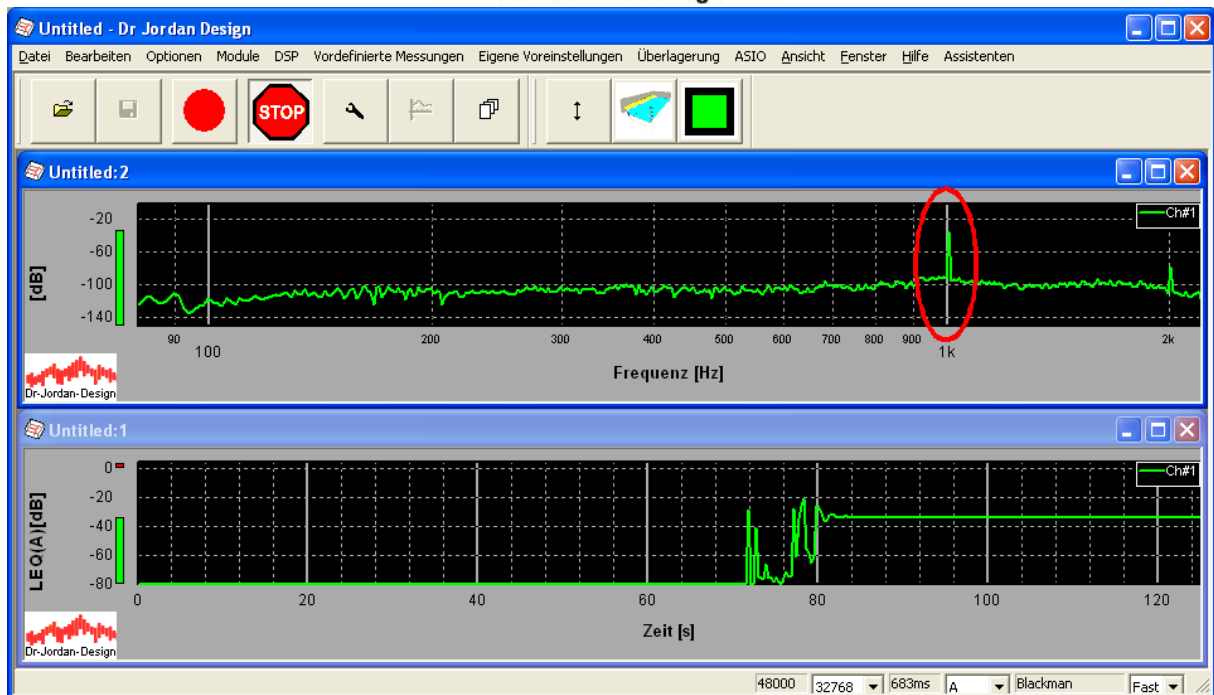 Untitled - Dr Jordan Design
Datei Bearbeiten Optionen Module DSP Vordefinierte Messungen Eigene Voreinstellungen Überlagerung ASIO Ansicht Fenster Hilfe Assistenten
STOP
Untitled:2
Ch#1
-20
-60
-100
-140
[dB]
90 100 200 300 400 500 600 700 800 900 1k 2k
Frequenz [Hz]
Dr-Jordan-Design
Untitled:1
Ch#1
0
-20
-40
-60
-80
LEQ(A)[dB]
0 20 40 60 80 100 120
Zeit [s]
Dr-Jordan-Design
48000 32768 683ms A Blackman Fast